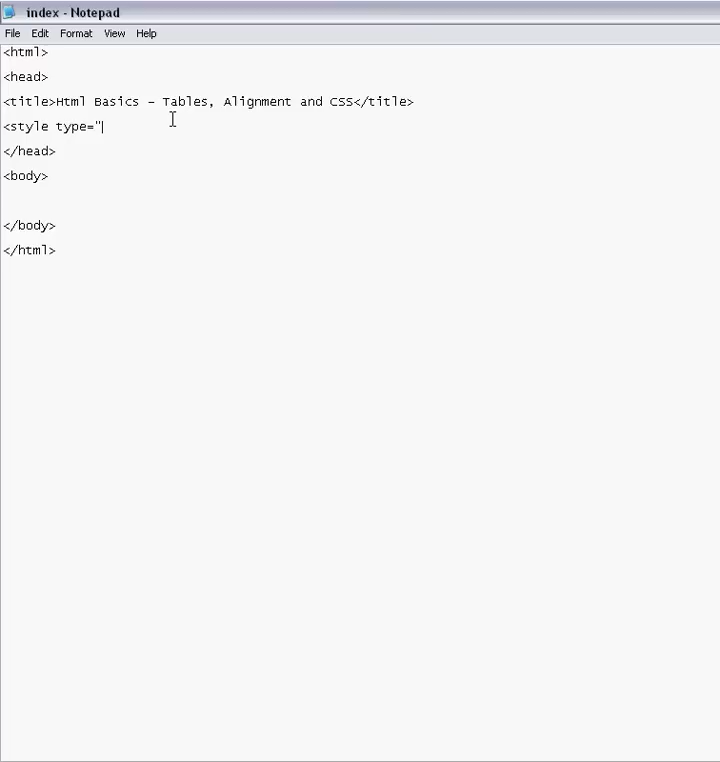 index - Notepad
File Edit Format View Help
<html>
<head>
<title>Html Basics - Tables, Alignment and CSS</title>
<style type="
</head>
<body>
</body>
</html>